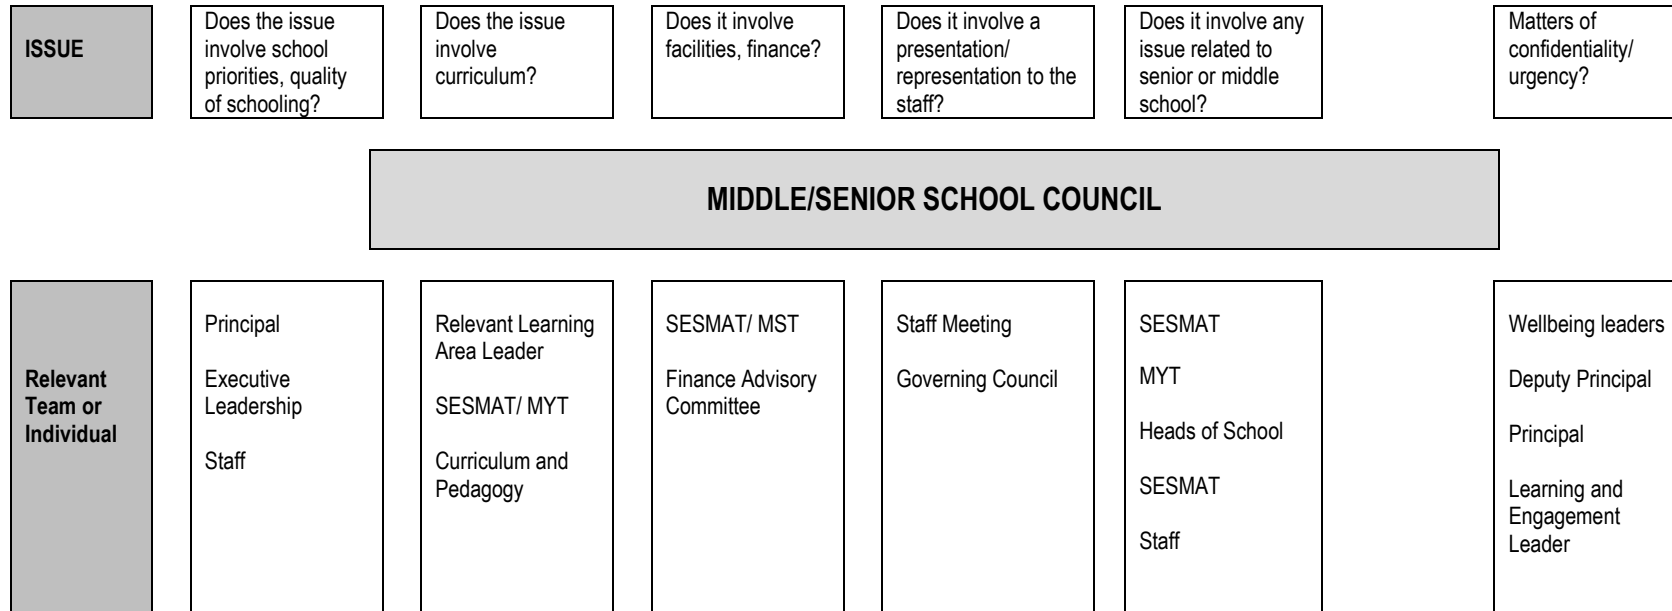 ISSUE
Does the issue
involve school
priorities, quality
of schooling?
Does the issue
involve
curriculum?
Does it involve
facilities, finance?
Does it involve a
presentation/
representation to the
staff?
Does it involve any
issue related to
senior or middle
school?
Matters of
confidentiality/
urgency?
MIDDLE/SENIOR SCHOOL COUNCIL
Relevant
Team or
Individual
Principal
Executive
Leadership
Staff
Relevant Learning
Area Leader
SESMAT/ MYT
Curriculum and
Pedagogy
SESMAT/ MST
Finance Advisory
Committee
Staff Meeting
Governing Council
SESMAT
MYT
Heads of School
SESMAT
Staff
Wellbeing leaders
Deputy Principal
Principal
Learning and
Engagement
Leader